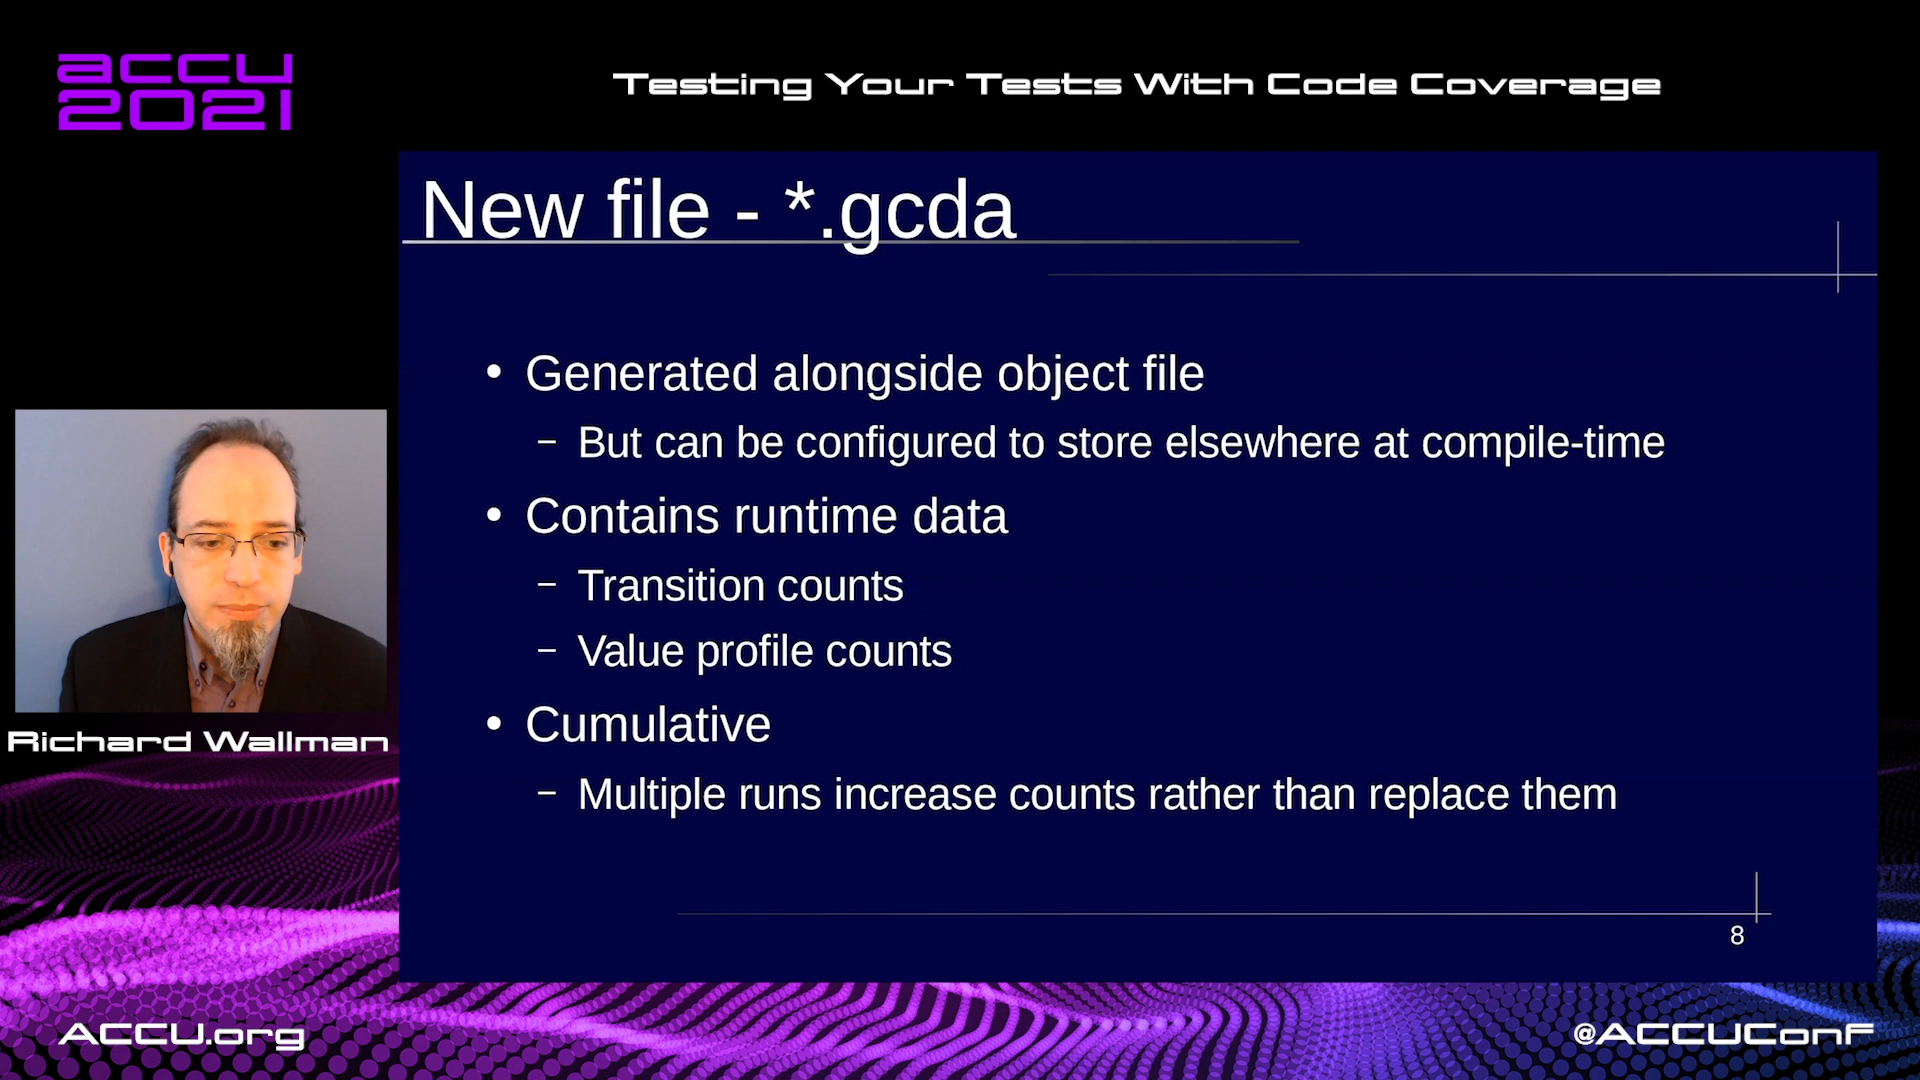 accu
2021
Testing Your Tests With Code Coverage
New file - *.gcda
• Generated alongside object file
– But can be configured to store elsewhere at compile-time
• Contains runtime data
– Transition counts
– Value profile counts
• Cumulative
– Multiple runs increase counts rather than replace them
8
Richard Wallman
ACCU.org
@ACCUConf